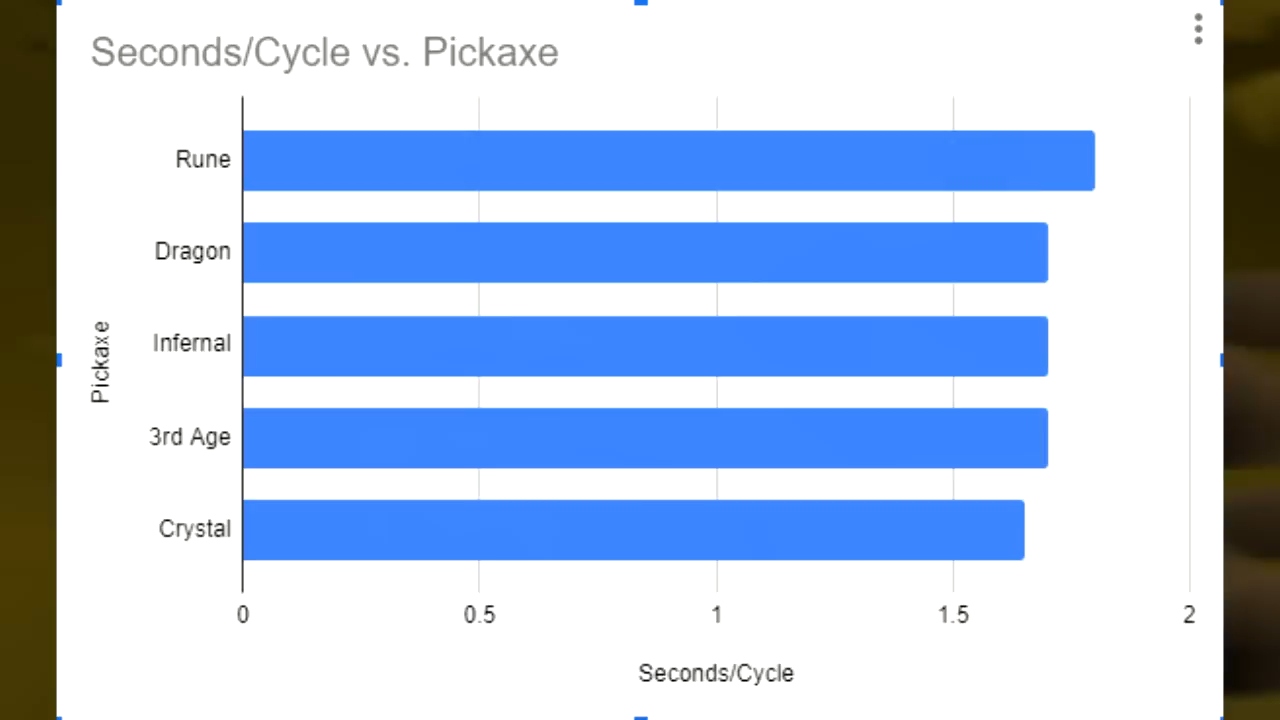 Seconds/Cycle vs. Pickaxe
Rune
Dragon
Infernal
3rd Age
Crystal
Pickaxe
0 0.5 1 1.5 2
Seconds/Cycle